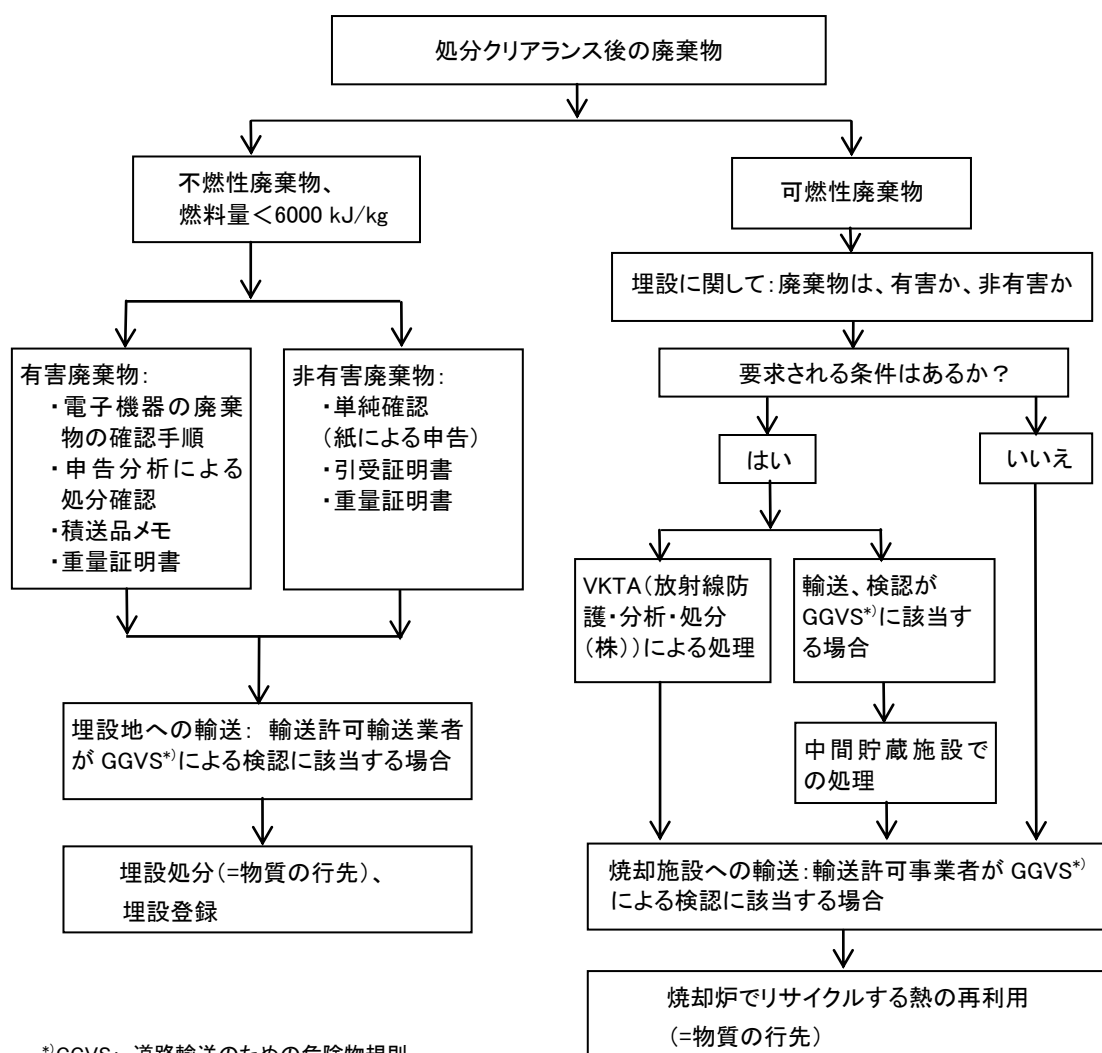 処分クリアランス後の廃棄物
不燃性廃棄物、
燃料量＜6000 kJ/kg
可燃性廃棄物
埋設に関して：廃棄物は、有害か、非有害か
要求される条件はあるか？
はい
いいえ
有害廃棄物：
・電子機器の廃棄
物の確認手順
・申告分析による
処分確認
・積送品メモ
・重量証明書
非有害廃棄物：
・単純確認
（紙による申告）
・引受証明書
・重量証明書
VKTA（放射線防
護・分析・処分
（株））による処理
輸送、検認が
GGVS*)に該当す
る場合
中間貯蔵施設で
の処理
埋設地への輸送： 輸送許可輸送業者
が GGVS*)による検認に該当する場合
埋設処分（=物質の行先）、
埋設登録
焼却施設への輸送：輸送許可事業者が GGVS*)
による検認に該当する場合
焼却炉でリサイクルする熱の再利用
（=物質の行先）
*)GGVS： 道路輸送のための危険物規則